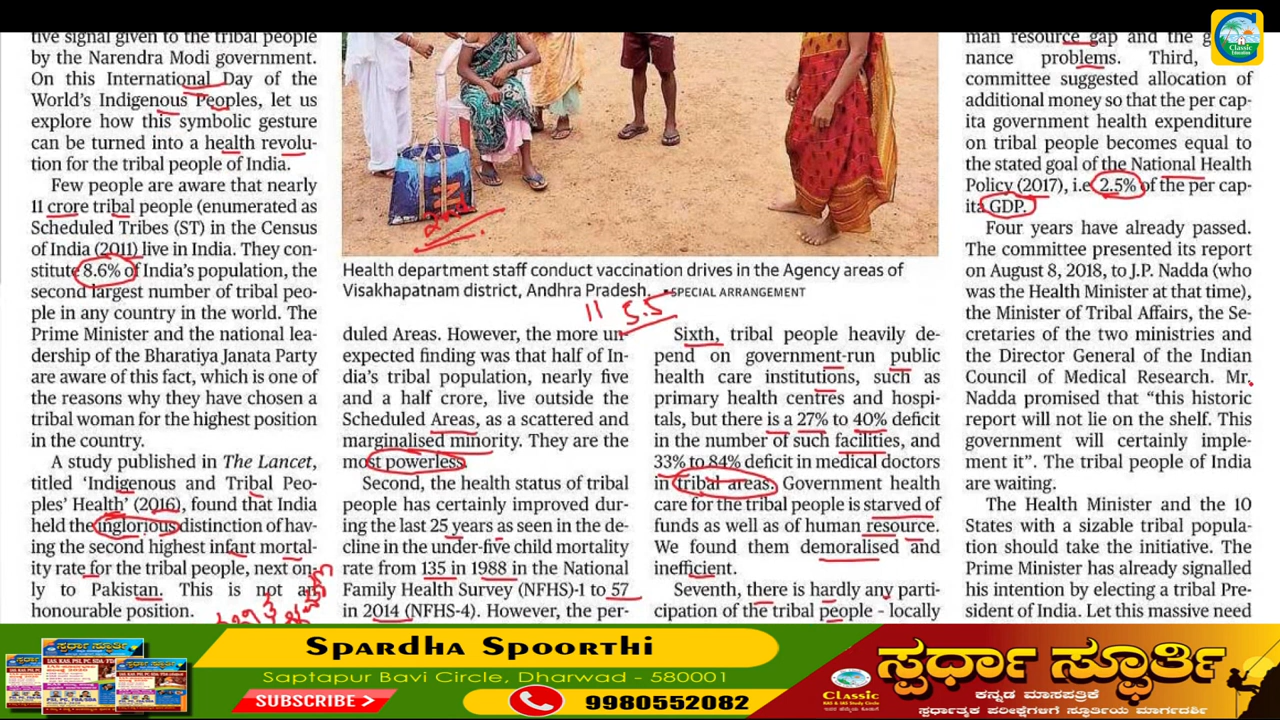 tive signal given to the tribal people
by the Narendra Modi government.
On this International Day of the
World's Indigenous Peoples, let us
explore how this symbolic gesture
can be turned into a health revolu-
tion for the tribal people of India.
Few people are aware that nearly
11 crore tribal people (enumerated as
Scheduled Tribes (ST) in the Census
of India (2011) live in India. They con-
stitute 8.6% of India's population, the
second largest number of tribal peo-
ple in any country in the world. The
Prime Minister and the national lea-
dership of the Bharatiya Janata Party
are aware of this fact, which is one of
the reasons why they have chosen a
tribal woman for the highest position
in the country.
A study published in The Lancet,
titled 'Indigenous and Tribal Peo-
ples' Health' (2016), found that India
held the inglorious distinction of hav-
ing the second highest infant mortal-
ity rate for the tribal people, next on-
ly to Pakistan. This is not an
honourable position.
Health department staff conduct vaccination drives in the Agency areas of
Visakhapatnam district, Andhra Pradesh. • SPECIAL ARRANGEMENT
11 5.5
duled Areas. However, the more un-
expected finding was that half of In-
dia's tribal population, nearly five
and a half crore, live outside the
Scheduled Areas, as a scattered and
marginalised minority. They are the
most powerless.
Second, the health status of tribal
people has certainly improved dur-
ing the last 25 years as seen in the de-
cline in the under-five child mortality
rate from 135 in 1988 in the National
Family Health Survey (NFHS)-1 to 57
in 2014 (NFHS-4). However, the per-
Sixth, tribal people heavily de-
pend on government-run public
health care institutions, such as
primary health centres and hospi-
tals, but there is a 27% to 40% deficit
in the number of such facilities, and
33% to 84% deficit in medical doctors
in tribal areas. Government health
care for the tribal people is starved of
funds as well as of human resource.
We found them demoralised and
inefficient.
Seventh, there is hardly any parti-
cipation of the tribal people - locally
man resource gap and the g
nance problems. Third,
committee suggested allocation of
additional money so that the per cap-
ita government health expenditure
on tribal people becomes equal to
the stated goal of the National Health
Policy (2017), i.e 2.5% of the per cap-
ita GDP.
Four years have already passed.
The committee presented its report
on August 8, 2018, to J.P. Nadda (who
was the Health Minister at that time),
the Minister of Tribal Affairs, the Se-
cretaries of the two ministries and
the Director General of the Indian
Council of Medical Research. Mr.
Nadda promised that "this historic
report will not lie on the shelf. This
government will certainly imple-
ment it". The tribal people of India
are waiting.
The Health Minister and the 10
States with a sizable tribal popula-
tion should take the initiative. The
Prime Minister has already signalled
his intention by electing a tribal Pre-
sident of India. Let this massive need
Classic
Education
Spardha Spoorthi
Saptapur Bavi Circle, Dharwad - 580001
SUBSCRIBE
9980552082
Classic
KAS & IAS Study Circle
ಸ್ಪರ್ಧಾ ಸ್ಫೂರ್ತಿ
ಕನ್ನಡ ಮಾಸಪತ್ರಿಕೆ
ಸ್ಪರ್ಧಾತ್ಮಕ ಪರೀಕ್ಷೆಗಳಿಗೆ ಸ್ಫೂರ್ತಿಯ ಮಾರ್ಗದರ್ಶಿ